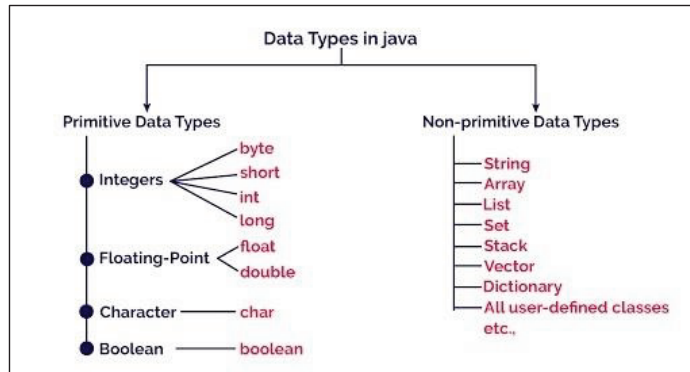 Data Types in java
Primitive Data Types
Integers
byte
short
int
long
Floating-Point
float
double
Character
char
Boolean
boolean
Non-primitive Data Types
String
Array
List
Set
Stack
Vector
Dictionary
All user-defined classes
etc.,